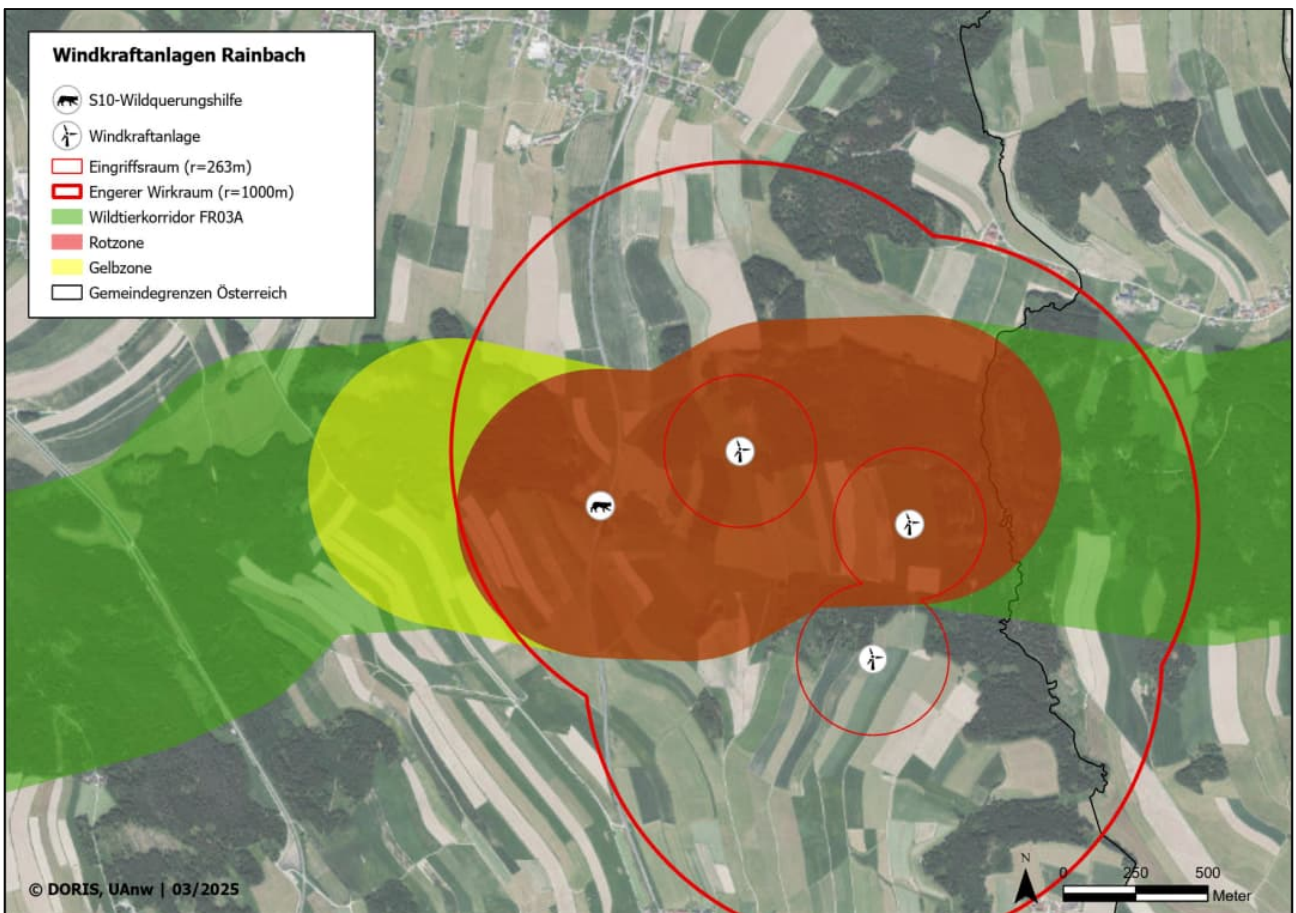 Windkraftanlagen Rainbach
S10-Wildquerungshilfe
Windkraftanlage
Eingriffsraum (r=263m)
Engerer Wirkraum (r=1000m)
Wildtierkorridor FR03A
Rotzone
Gelbzone
Gemeindegrenzen Österreich
© DORIS, UAnw | 03/2025
N
0 250 500
Meter